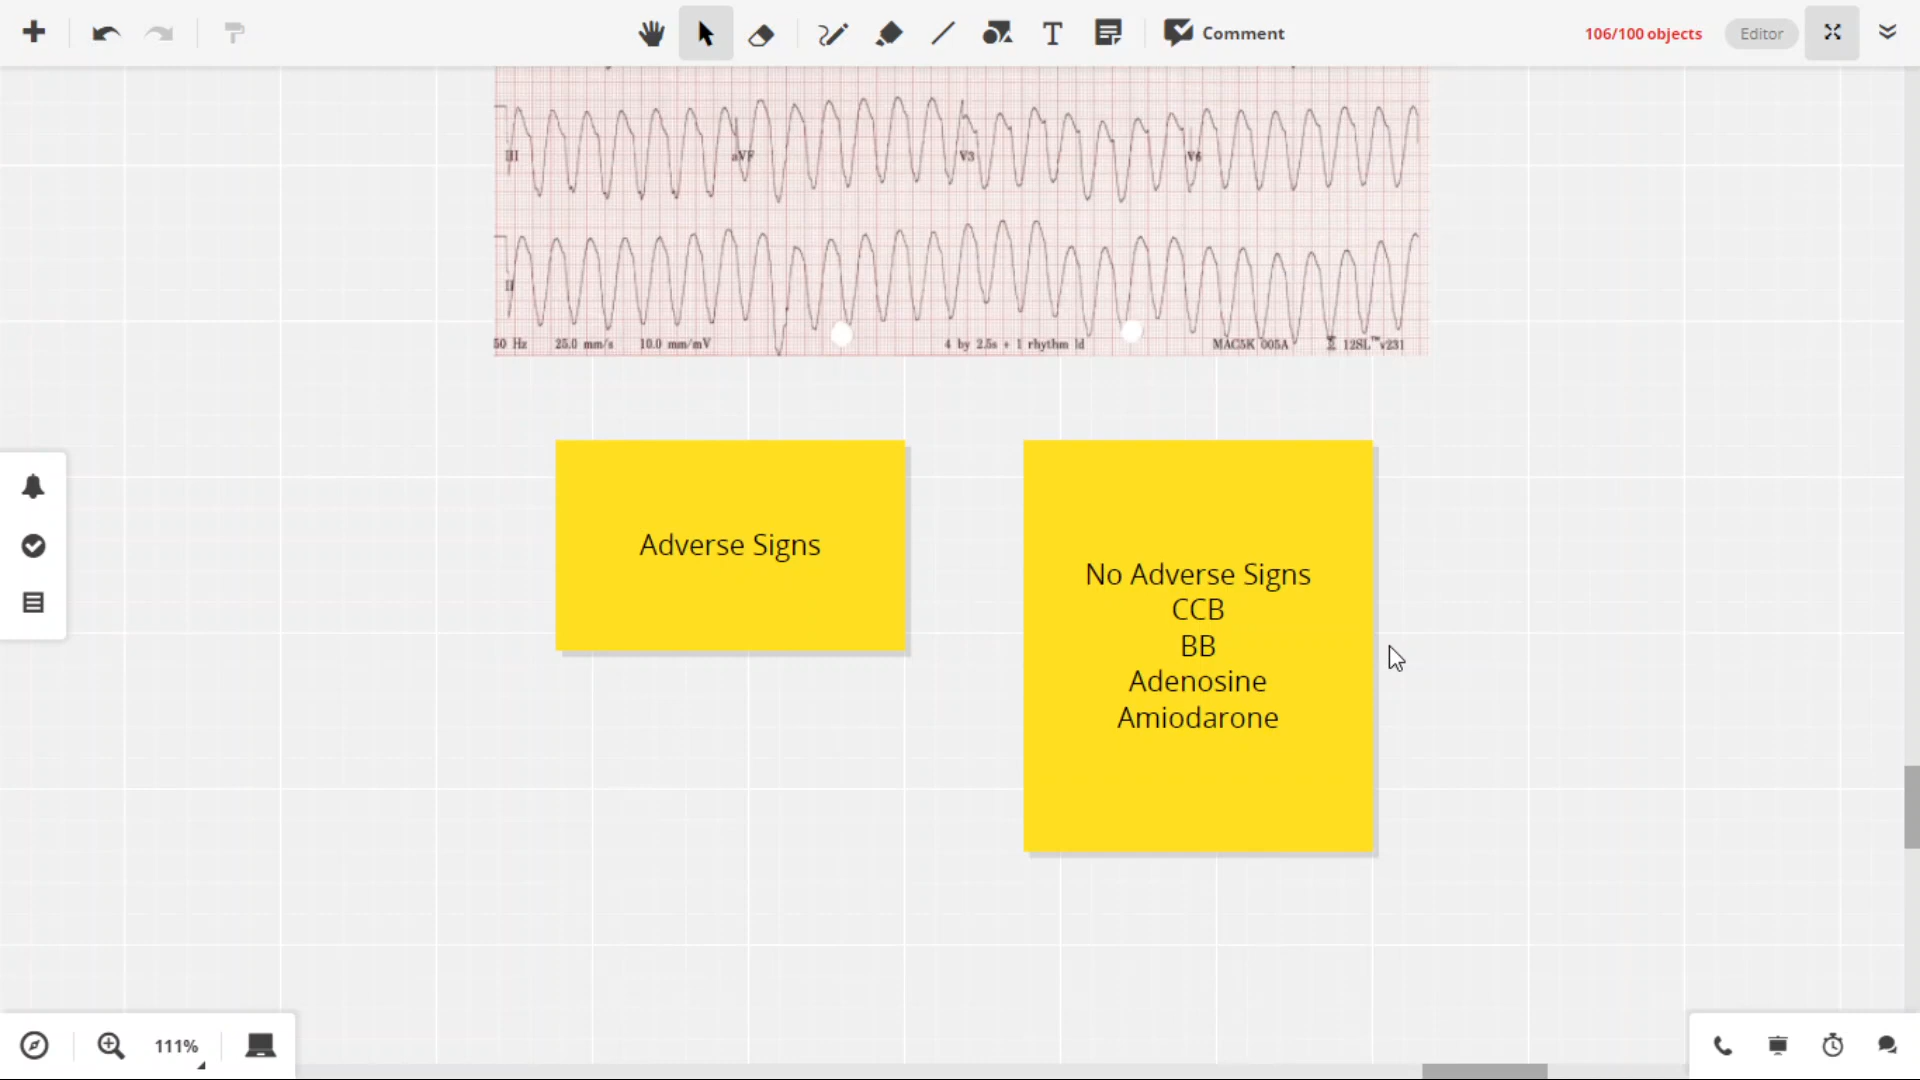 Comment
106/100 objects
Editor
III aVF V3 V6
II
50 Hz 25.0 mm/s 10.0 mm/mV 4 by 2.5s + 1 rhythm ld MAC5K 005A 12SL™ v231
Adverse Signs
No Adverse Signs
CCB
BB
Adenosine
Amiodarone
111%